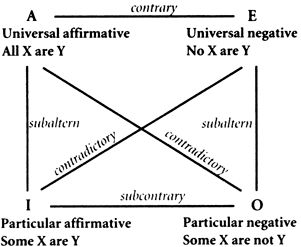 A contrary E
Universal affirmative Universal negative
All X are Y No X are Y
subaltern subaltern
contradictory contradictory
I subcontrary O
Particular affirmative Particular negative
Some X are Y Some X are not Y